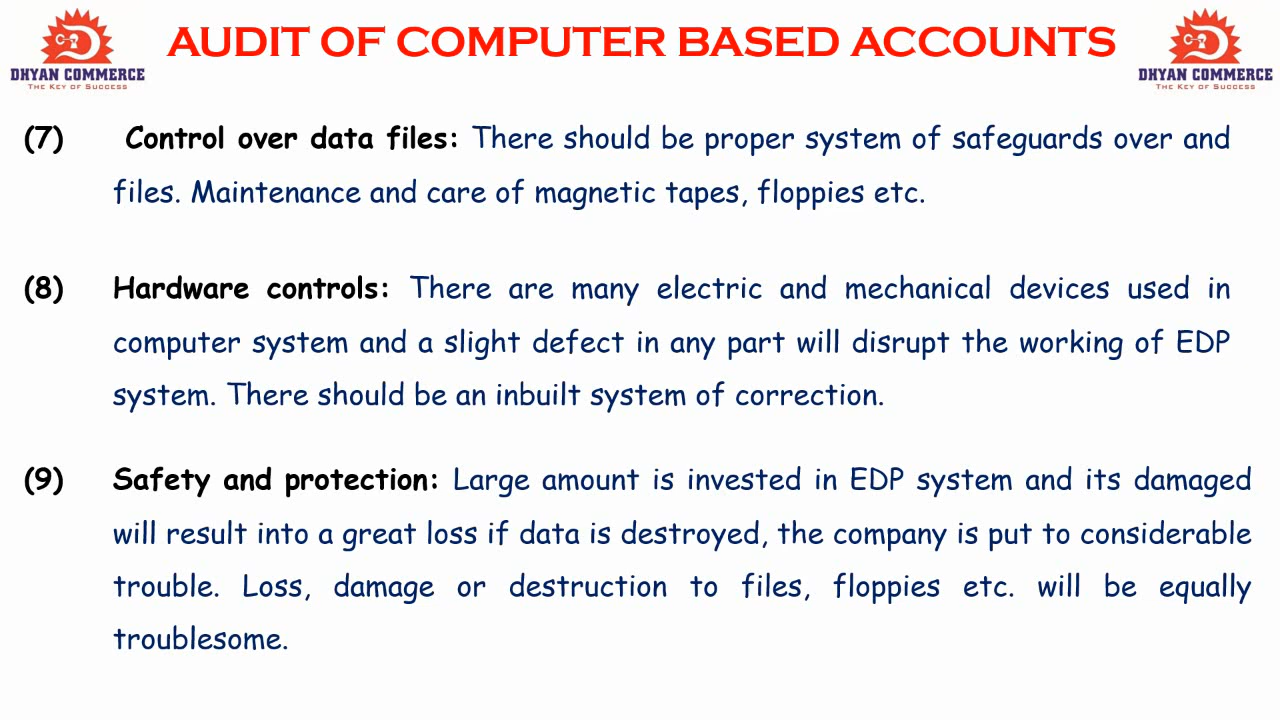 AUDIT OF COMPUTER BASED ACCOUNTS
DHYAN COMMERCE
THE KEY OF SUCCESS
DHYAN COMMERCE
THE KEY OF SUCCESS
(7) Control over data files: There should be proper system of safeguards over and
files. Maintenance and care of magnetic tapes, floppies etc.
(8) Hardware controls: There are many electric and mechanical devices used in
computer system and a slight defect in any part will disrupt the working of EDP
system. There should be an inbuilt system of correction.
(9) Safety and protection: Large amount is invested in EDP system and its damaged
will result into a great loss if data is destroyed, the company is put to considerable
trouble. Loss, damage or destruction to files, floppies etc. will be equally
troublesome.